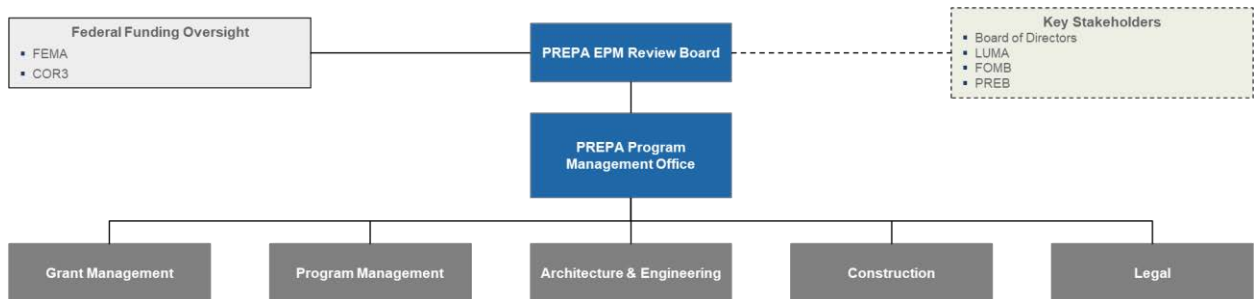 Federal Funding Oversight
▪ FEMA
▪ COR3
PREPA EPM Review Board
Key Stakeholders
▪ Board of Directors
▪ LUMA
▪ FOMB
▪ PREB
PREPA Program
Management Office
Grant Management
Program Management
Architecture & Engineering
Construction
Legal